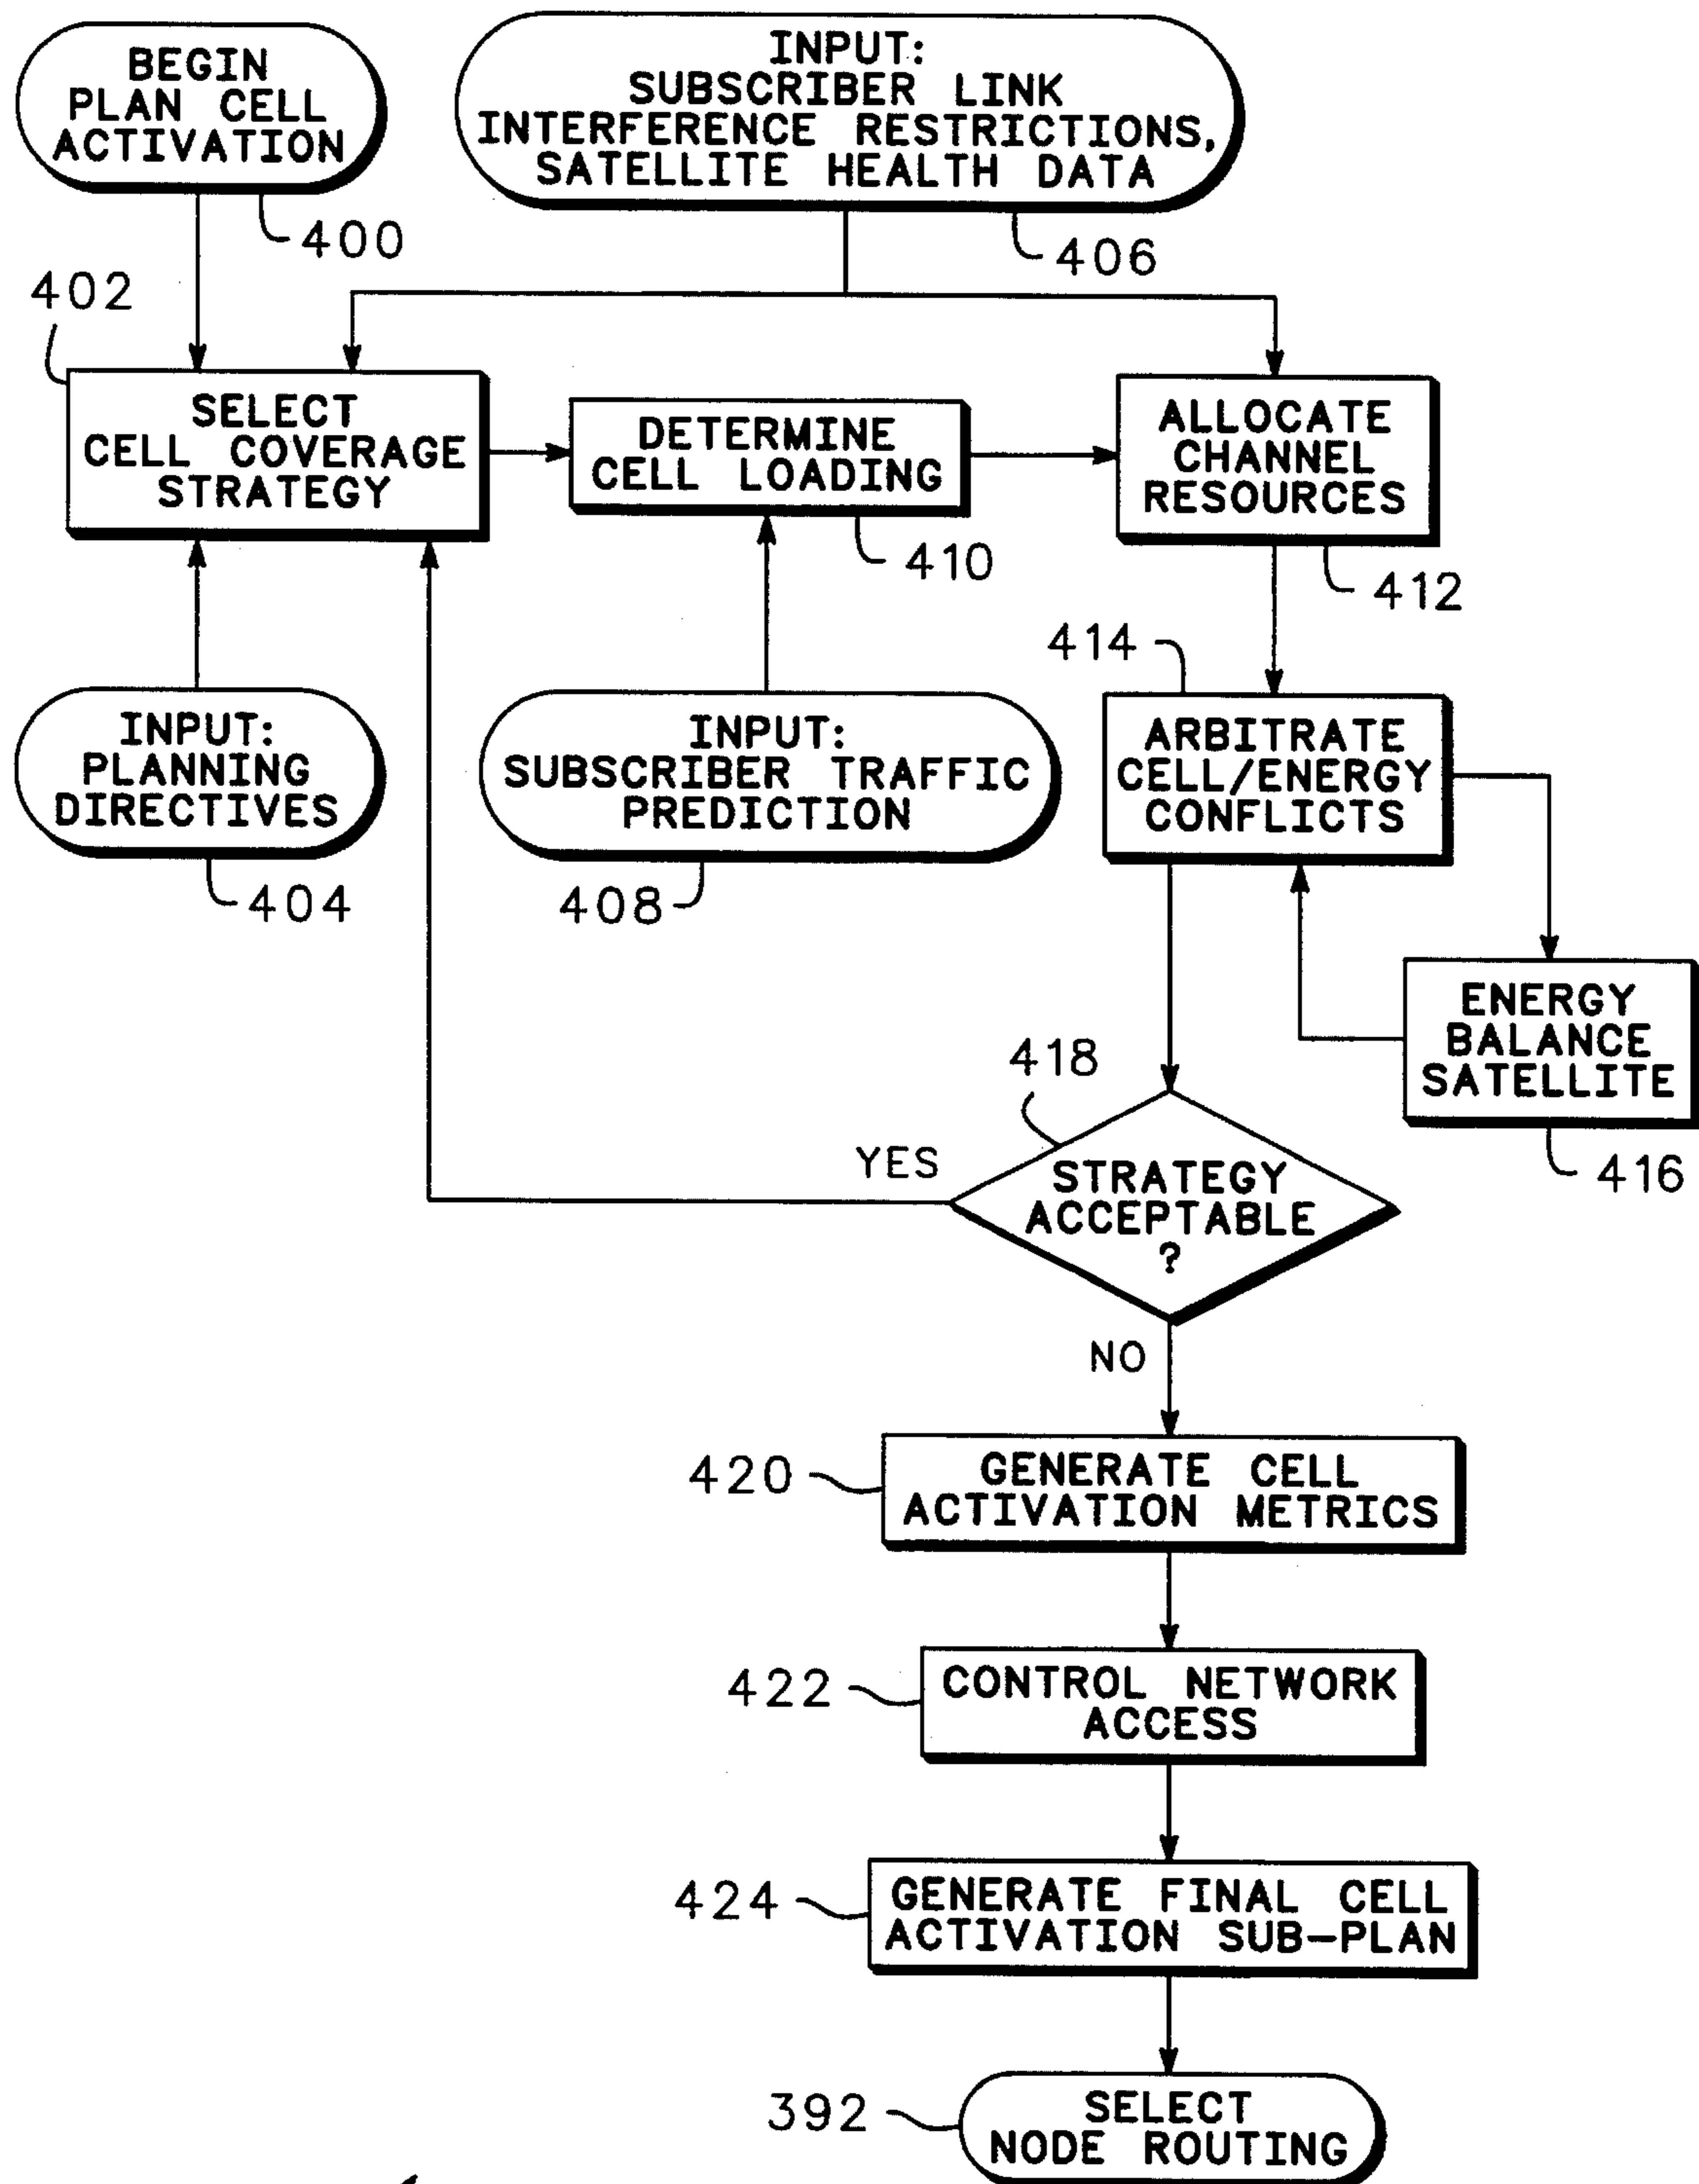 BEGIN
PLAN CELL
ACTIVATION
400
INPUT:
SUBSCRIBER LINK
INTERFERENCE RESTRICTIONS,
SATELLITE HEALTH DATA
406
402
SELECT
CELL COVERAGE
STRATEGY
DETERMINE
CELL LOADING
410
ALLOCATE
CHANNEL
RESOURCES
412
INPUT:
PLANNING
DIRECTIVES
404
INPUT:
SUBSCRIBER TRAFFIC
PREDICTION
408
414
ARBITRATE
CELL/ENERGY
CONFLICTS
ENERGY
BALANCE
SATELLITE
416
418
STRATEGY
ACCEPTABLE
?
YES
NO
420
GENERATE CELL
ACTIVATION METRICS
422
CONTROL NETWORK
ACCESS
424
GENERATE FINAL CELL
ACTIVATION SUB-PLAN
392
SELECT
NODE ROUTING